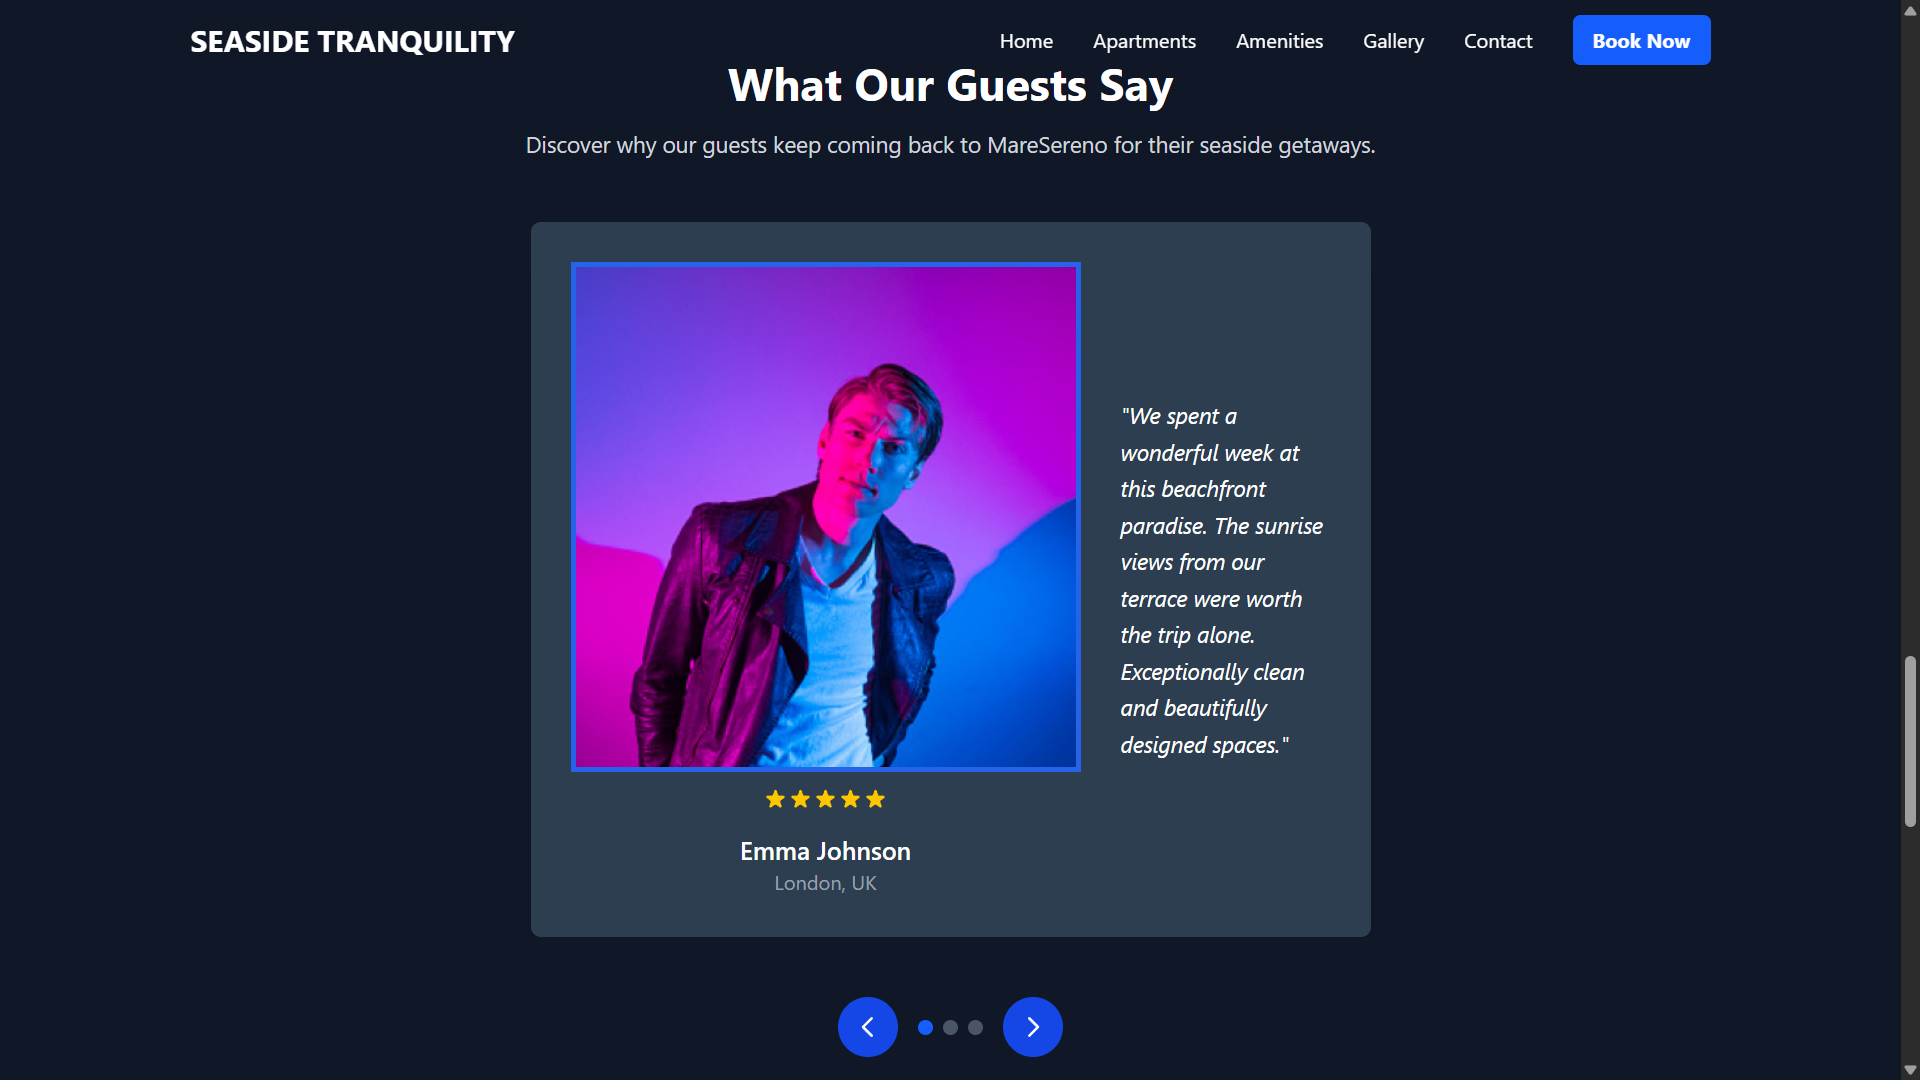 SEASIDE TRANQUILITY
Home Apartments Amenities Gallery Contact Book Now
What Our Guests Say
Discover why our guests keep coming back to MareSereno for their seaside getaways.
"We spent a
wonderful week at
this beachfront
paradise. The sunrise
views from our
terrace were worth
the trip alone.
Exceptionally clean
and beautifully
designed spaces."
Emma Johnson
London, UK